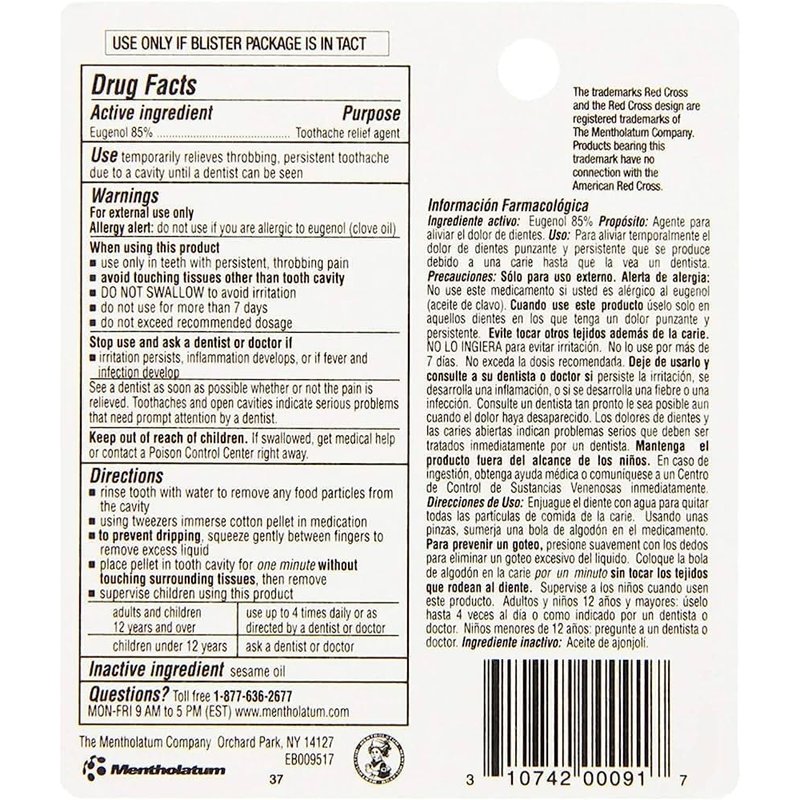 USE ONLY IF BLISTER PACKAGE IS IN TACT
Drug Facts
Active ingredient Purpose
Eugenol 85% ........................................ Toothache relief agent
Use temporarily relieves throbbing, persistent toothache
due to a cavity until a dentist can be seen
Warnings
For external use only
Allergy alert: do not use if you are allergic to eugenol (clove oil)
When using this product
■ use only in teeth with persistent, throbbing pain
■ avoid touching tissues other than tooth cavity
■ DO NOT SWALLOW to avoid irritation
■ do not use for more than 7 days
■ do not exceed recommended dosage
Stop use and ask a dentist or doctor if
■ irritation persists, inflammation develops, or if fever and
infection develop
See a dentist as soon as possible whether or not the pain is
relieved. Toothaches and open cavities indicate serious problems
that need prompt attention by a dentist.
Keep out of reach of children. If swallowed, get medical help
or contact a Poison Control Center right away.
Directions
■ rinse tooth with water to remove any food particles from
the cavity
■ using tweezers immerse cotton pellet in medication
■ to prevent dripping, squeeze gently between fingers to
remove excess liquid
■ place pellet in tooth cavity for one minute without
touching surrounding tissues, then remove
■ supervise children using this product
adults and children use up to 4 times daily or as
12 years and over directed by a dentist or doctor
children under 12 years ask a dentist or doctor
Inactive ingredient sesame oil
Questions? Toll free 1-877-636-2677
MON-FRI 9 AM to 5 PM (EST) www.mentholatum.com
The Mentholatum Company Orchard Park, NY 14127
EB009517
Mentholatum
37
The trademarks Red Cross
and the Red Cross design are
registered trademarks of
The Mentholatum Company.
Products bearing this
trademark have no
connection with the
American Red Cross.
Información Farmacológica
Ingrediente activo: Eugenol 85% Propósito: Agente para
aliviar el dolor de dientes. Uso: Para aliviar temporalmente el
dolor de dientes punzante y persistente que se produce
debido a una carie hasta que la vea un dentista.
Precauciones: Sólo para uso externo. Alerta de alergia:
No use este medicamento si usted es alérgico al eugenol
(aceite de clavo). Cuando use este producto úselo solo en
aquellos dientes en los que tenga un dolor punzante y
persistente. Evite tocar otros tejidos además de la carie.
NO LO INGIERA para evitar irritación. No lo use por más de
7 días. No exceda la dosis recomendada. Deje de usarlo y
consulte a su dentista o doctor si persiste la irritación, se
desarrolla una inflamación, o si se desarrolla una fiebre o una
infección. Consulte un dentista tan pronto le sea posible aun
cuando el dolor haya desaparecido. Los dolores de dientes y
las caries abiertas indican problemas serios que deben ser
tratados inmediatamente por un dentista. Mantenga el
producto fuera del alcance de los niños. En caso de
ingestión, obtenga ayuda médica o comuníquese a un Centro
de Control de Sustancias Venenosas inmediatamente.
Direcciones de Uso: Enjuague el diente con agua para quitar
todas las partículas de comida de la carie. Usando unas
pinzas, sumerja una bola de algodón en el medicamento.
Para prevenir un goteo, presione suavemente con los dedos
para eliminar un goteo excesivo del líquido. Coloque la bola
de algodón en la carie por un minuto sin tocar los tejidos
que rodean al diente. Supervise a los niños cuando usen
este producto. Adultos y niños 12 años y mayores: úselo
hasta 4 veces al día o como indicado por un dentista o
doctor. Niños menores de 12 años: pregunte a un dentista o
doctor. Ingrediente inactivo: Aceite de ajonjolí.
3 10742 00091 7